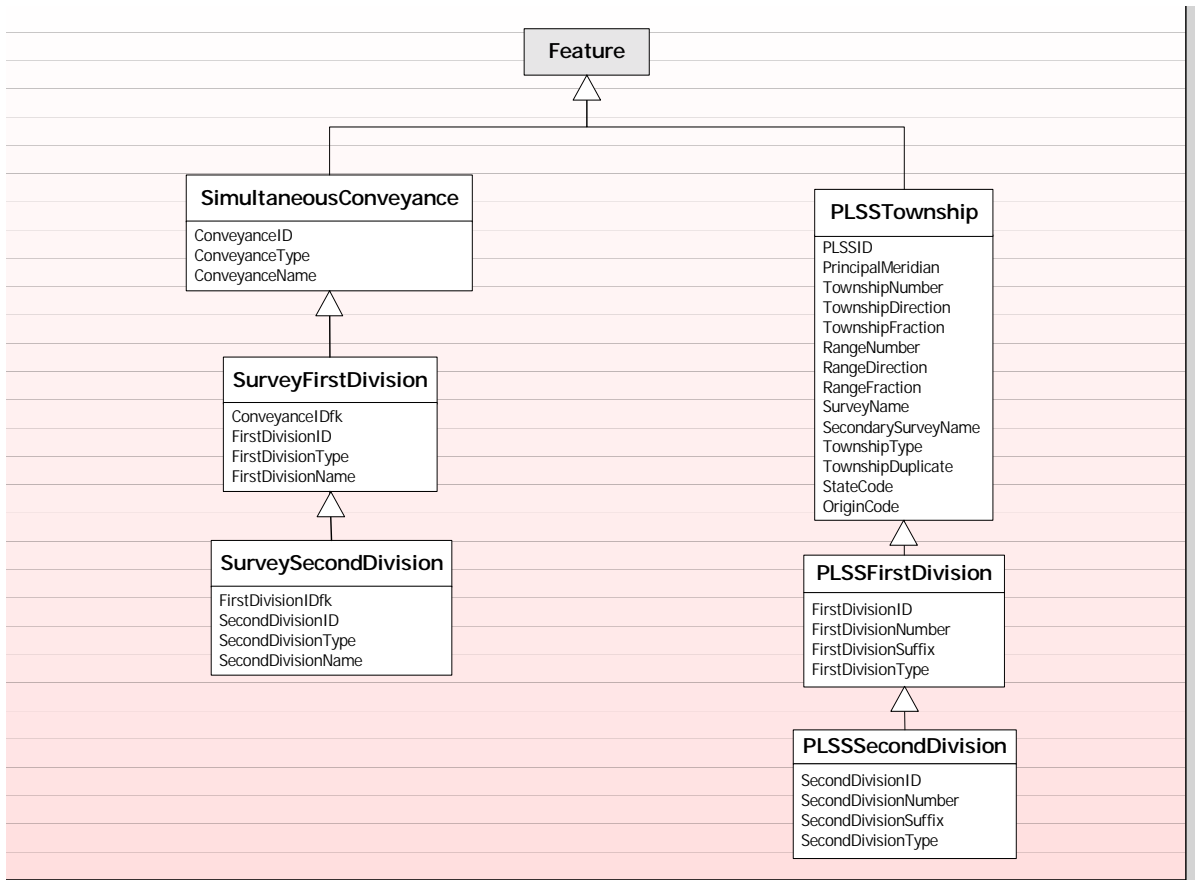 Feature
SimultaneousConveyance
ConveyanceID
ConveyanceType
ConveyanceName
SurveyFirstDivision
ConveyanceIDfk
FirstDivisionID
FirstDivisionType
FirstDivisionName
SurveySecondDivision
FirstDivisionIDfk
SecondDivisionID
SecondDivisionType
SecondDivisionName
PLSSTownship
PLSSID
PrincipalMeridian
TownshipNumber
TownshipDirection
TownshipFraction
RangeNumber
RangeDirection
RangeFraction
SurveyName
SecondarySurveyName
TownshipType
TownshipDuplicate
StateCode
OriginCode
PLSSFirstDivision
FirstDivisionID
FirstDivisionNumber
FirstDivisionSuffix
FirstDivisionType
PLSSSecondDivision
SecondDivisionID
SecondDivisionNumber
SecondDivisionSuffix
SecondDivisionType